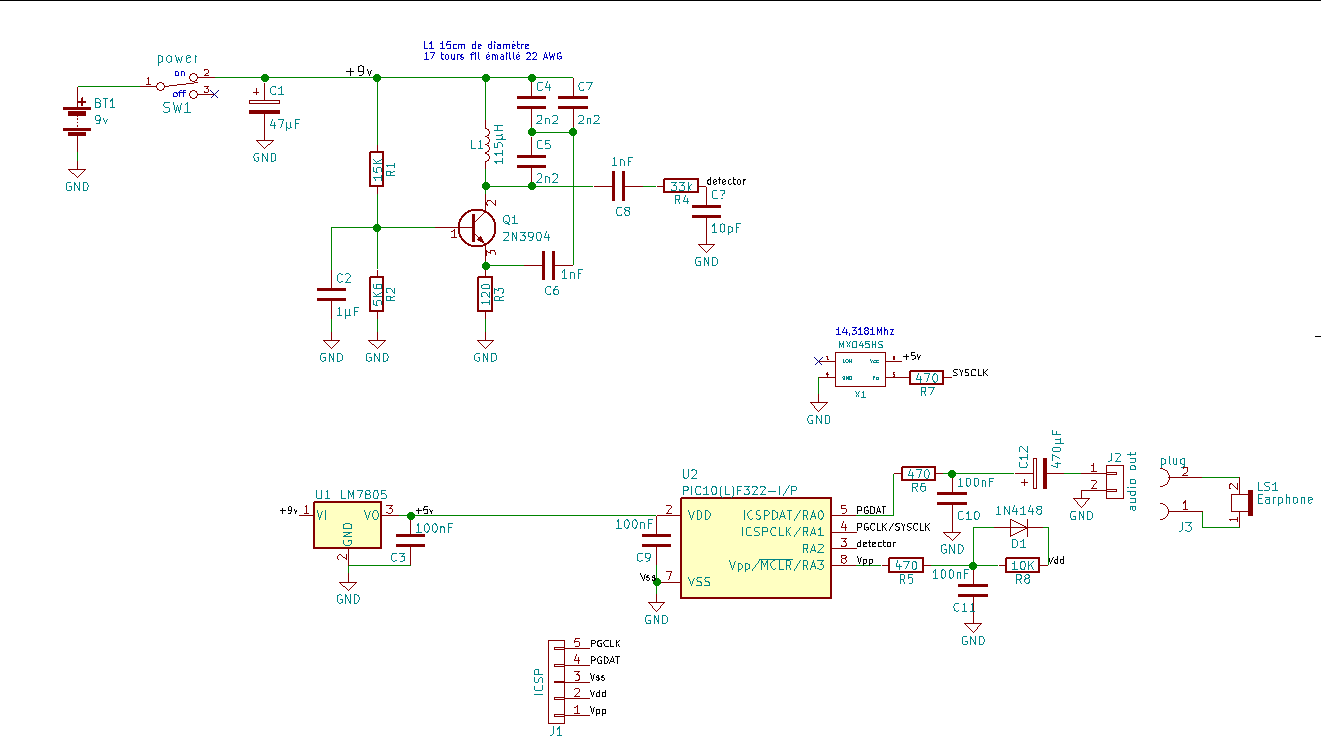 L1 15cm de diamètre
17 tours fil émaillé 22 AWG
power
on
2
1
off
3
SW1
+9v
BT1
9v
GND
C1
47µF
GND
C4
C7
2n2
2n2
L1
115µH
C5
2n2
15K
R1
1nF
C8
33k
R4
detector
C?
10pF
GND
Q1
2N3904
1
2
3
C2
1µF
GND
5K6
R2
GND
120
R3
GND
1nF
C6
14,3181Mhz
MX045HS
+5v
470
R7
SYSCLK
GND
X1
U1 LM7805
+9v
1
VI
VO
3
GND
2
+5v
100nF
C3
GND
100nF
C9
Vss
GND
U2
PIC10(L)F322-I/P
2
VDD
7
VSS
ICSPDAT/RA0
5
PGDAT
ICSPCLK/RA1
4
PGCLK/SYSCLK
RA2
3
detector
Vpp/MCLR/RA3
8
Vpp
470
R6
100nF
C10
GND
C12
470µF
J2
1
2
audio out
GND
plug
2
1
J3
2
1
LS1
Earphone
1N4148
D1
470
R5
100nF
C11
GND
10K
R8
Vdd
ICSP
5 PGCLK
4 PGDAT
3 Vss
2 Vdd
1 Vpp
J1